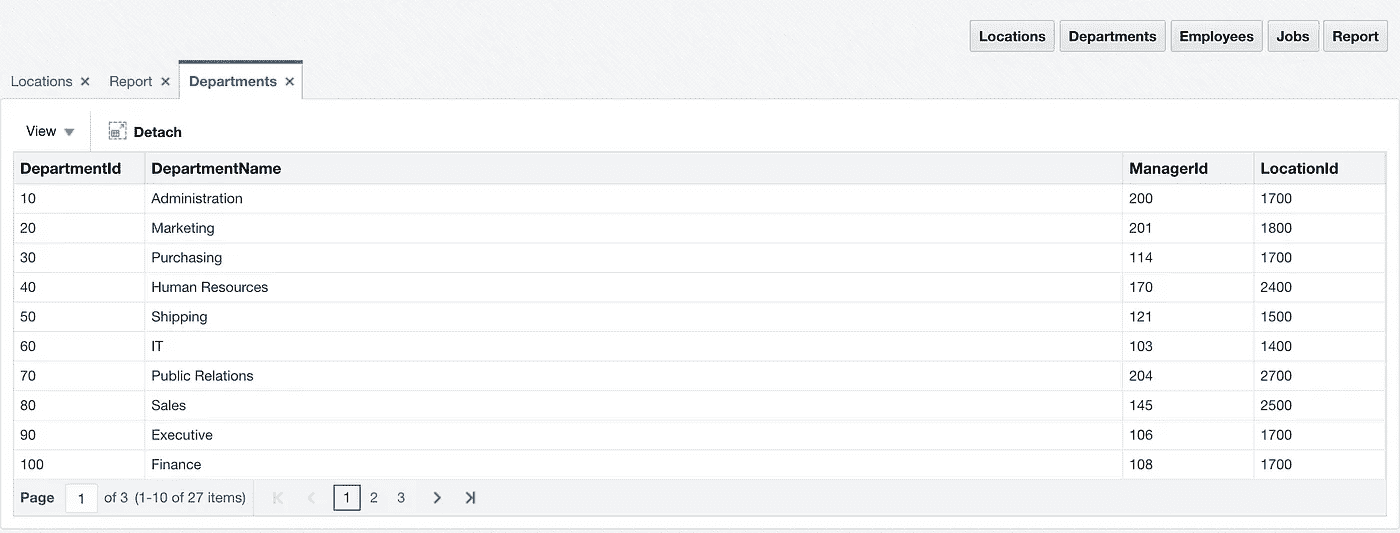 Locations Departments Employees Jobs Report
Locations Report Departments
View Detach
DepartmentId DepartmentName ManagerId LocationId
10 Administration 200 1700
20 Marketing 201 1800
30 Purchasing 114 1700
40 Human Resources 170 2400
50 Shipping 121 1500
60 IT 103 1400
70 Public Relations 204 2700
80 Sales 145 2500
90 Executive 106 1700
100 Finance 108 1700
Page 1 of 3 (1-10 of 27 items) 1 2 3